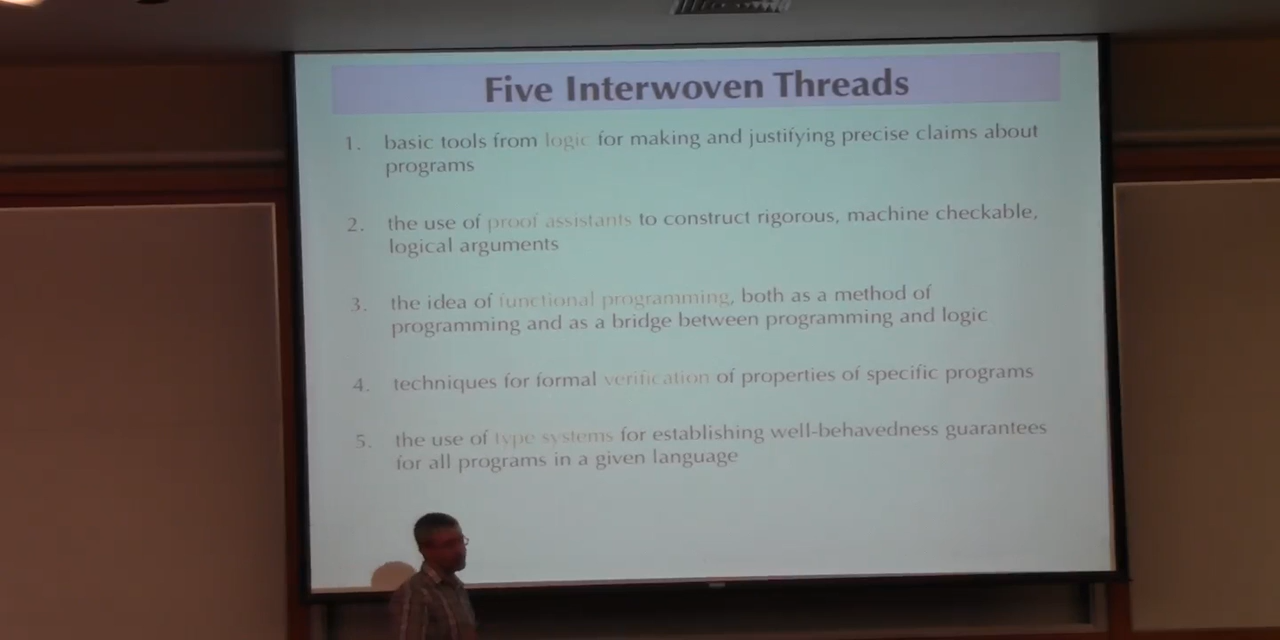 Five Interwoven Threads
1. basic tools from logic for making and justifying precise claims about
programs
2. the use of proof assistants to construct rigorous, machine checkable,
logical arguments
3. the idea of functional programming, both as a method of
programming and as a bridge between programming and logic
4. techniques for formal verification of properties of specific programs
5. the use of type systems for establishing well-behavedness guarantees
for all programs in a given language